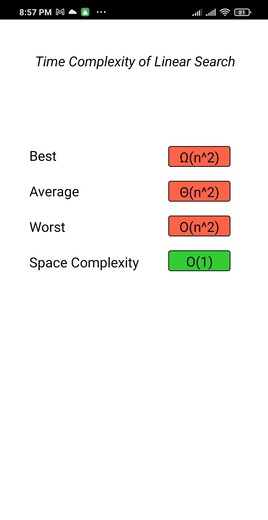 8:57 PM
81
Time Complexity of Linear Search
Best Ω(n^2)
Average Θ(n^2)
Worst O(n^2)
Space Complexity O(1)